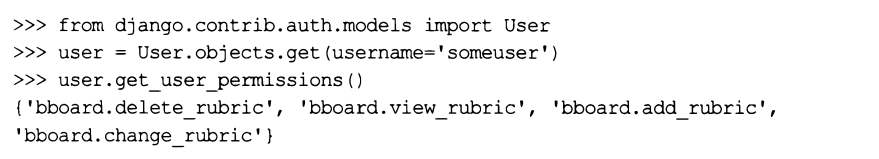 >>> from django.contrib.auth.models import User
>>> user = User.objects.get(username='someuser')
>>> user.get_user_permissions()
{'bboard.delete_rubric', 'bboard.view_rubric', 'bboard.add_rubric',
'bboard.change_rubric'}